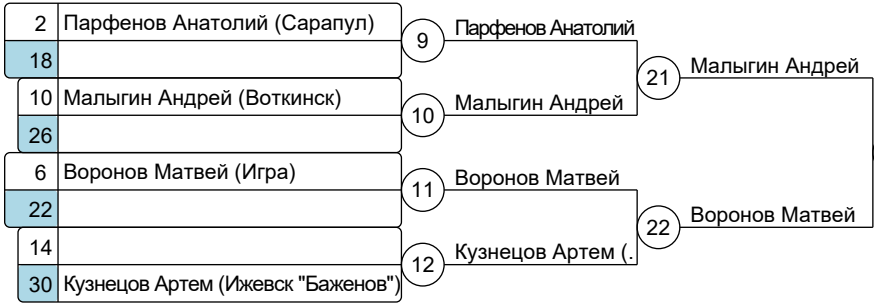 2 Парфенов Анатолий (Сарапул)
18
9 Парфенов Анатолий
10 Малыгин Андрей (Воткинск)
26
10 Малыгин Андрей
21 Малыгин Андрей
6 Воронов Матвей (Игра)
22
11 Воронов Матвей
14
30 Кузнецов Артем (Ижевск "Баженов")
12 Кузнецов Артем (.
22 Воронов Матвей